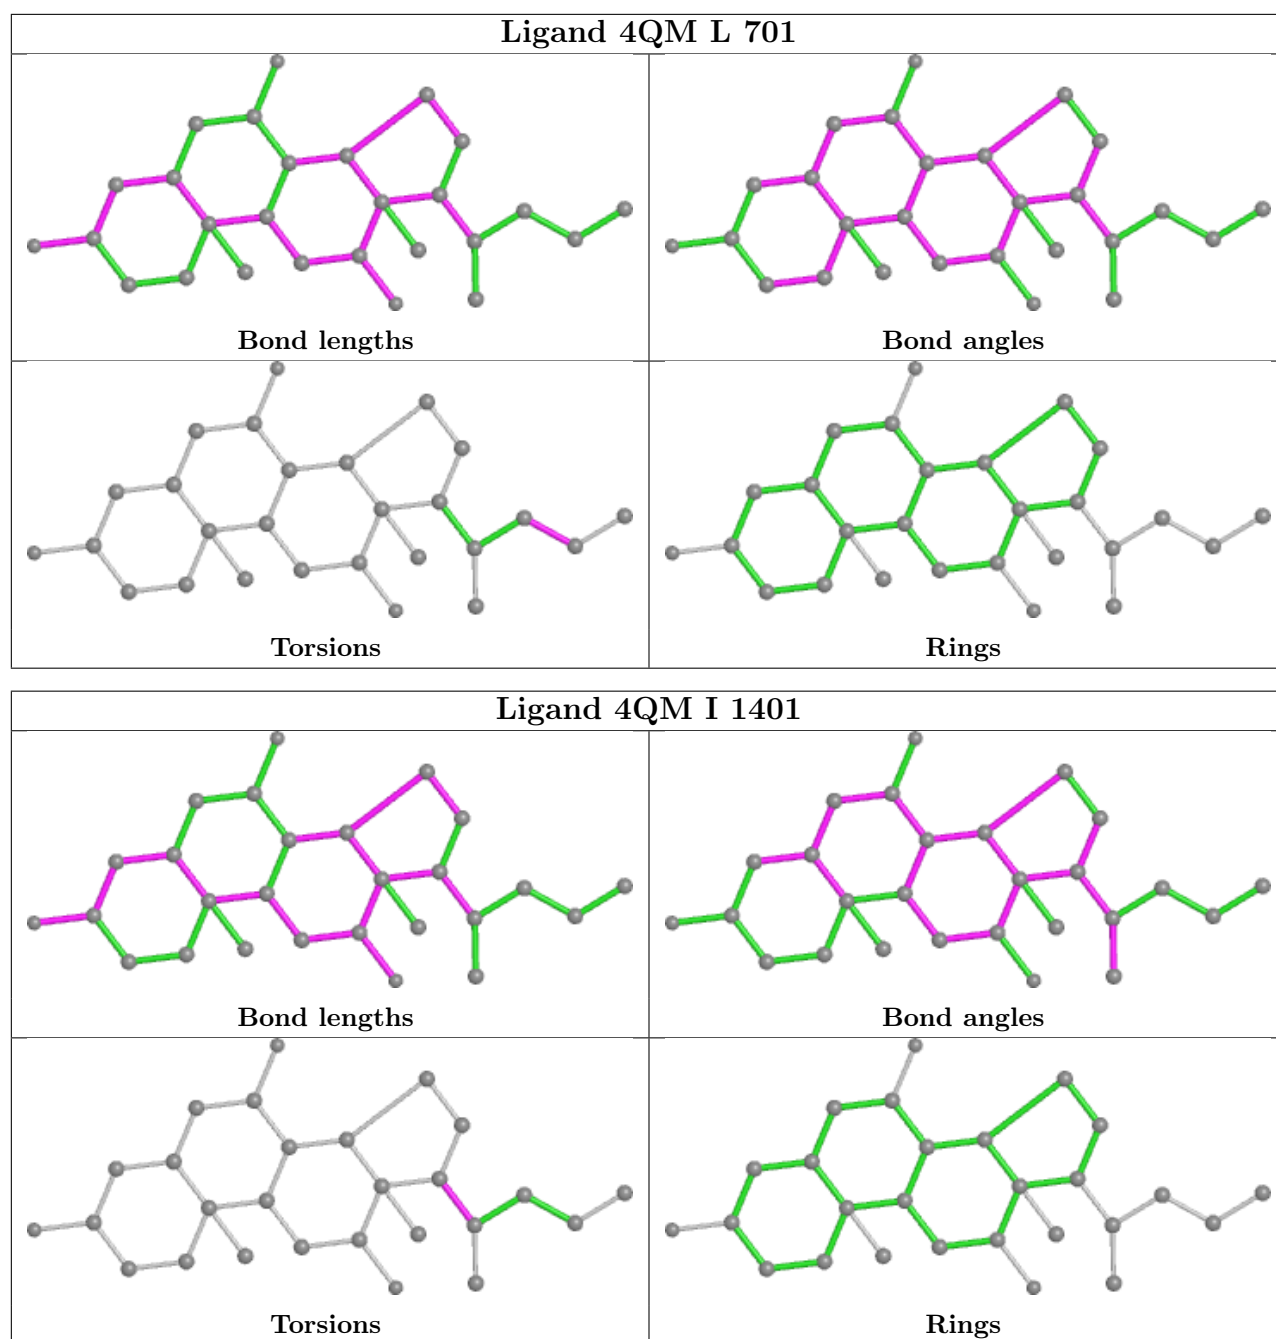 Ligand 4QM L 701
Bond lengths
Bond angles
Torsions
Rings
Ligand 4QM I 1401
Bond lengths
Bond angles
Torsions
Rings